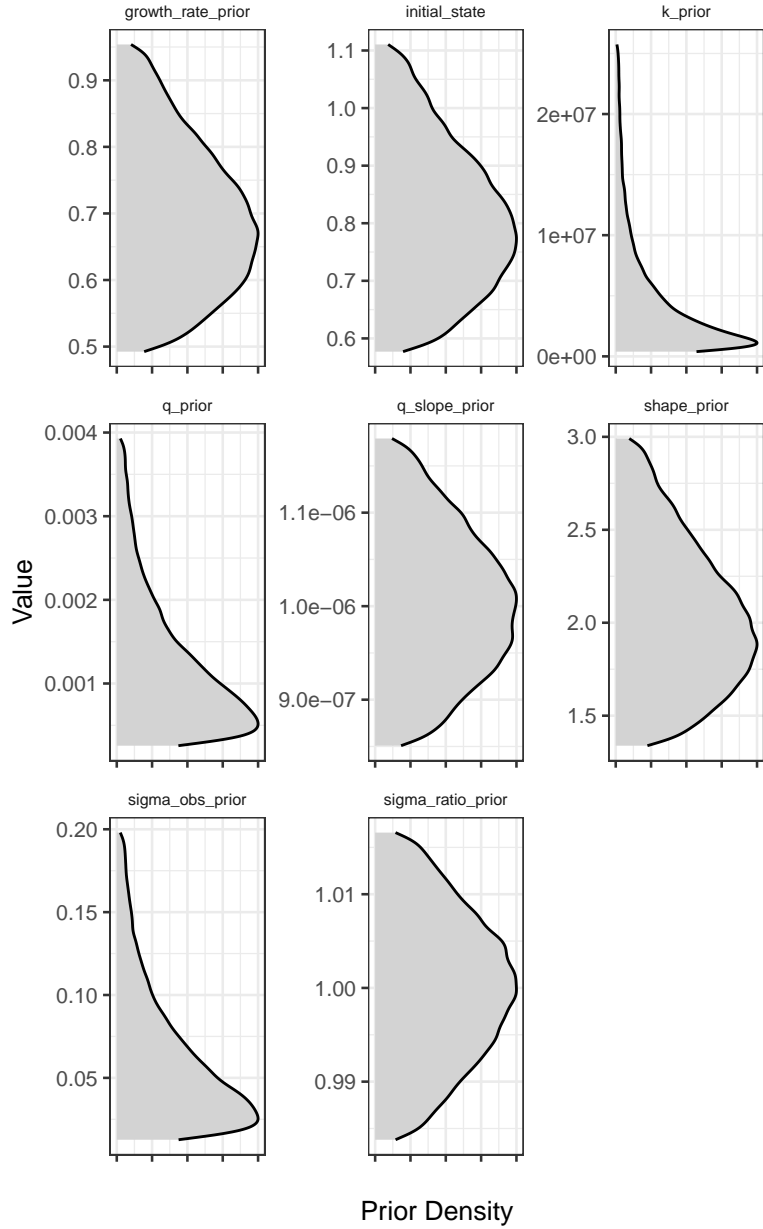 growth_rate_prior
initial_state
k_prior
0.9
0.8
0.7
0.6
0.5
1.1
1.0
0.9
0.8
0.7
0.6
2e+07
1e+07
0e+00
q_prior
q_slope_prior
shape_prior
0.004
0.003
0.002
0.001
1.1e−06
1.0e−06
9.0e−07
3.0
2.5
2.0
1.5
sigma_obs_prior
sigma_ratio_prior
0.20
0.15
0.10
0.05
1.01
1.00
0.99
Value
Prior Density